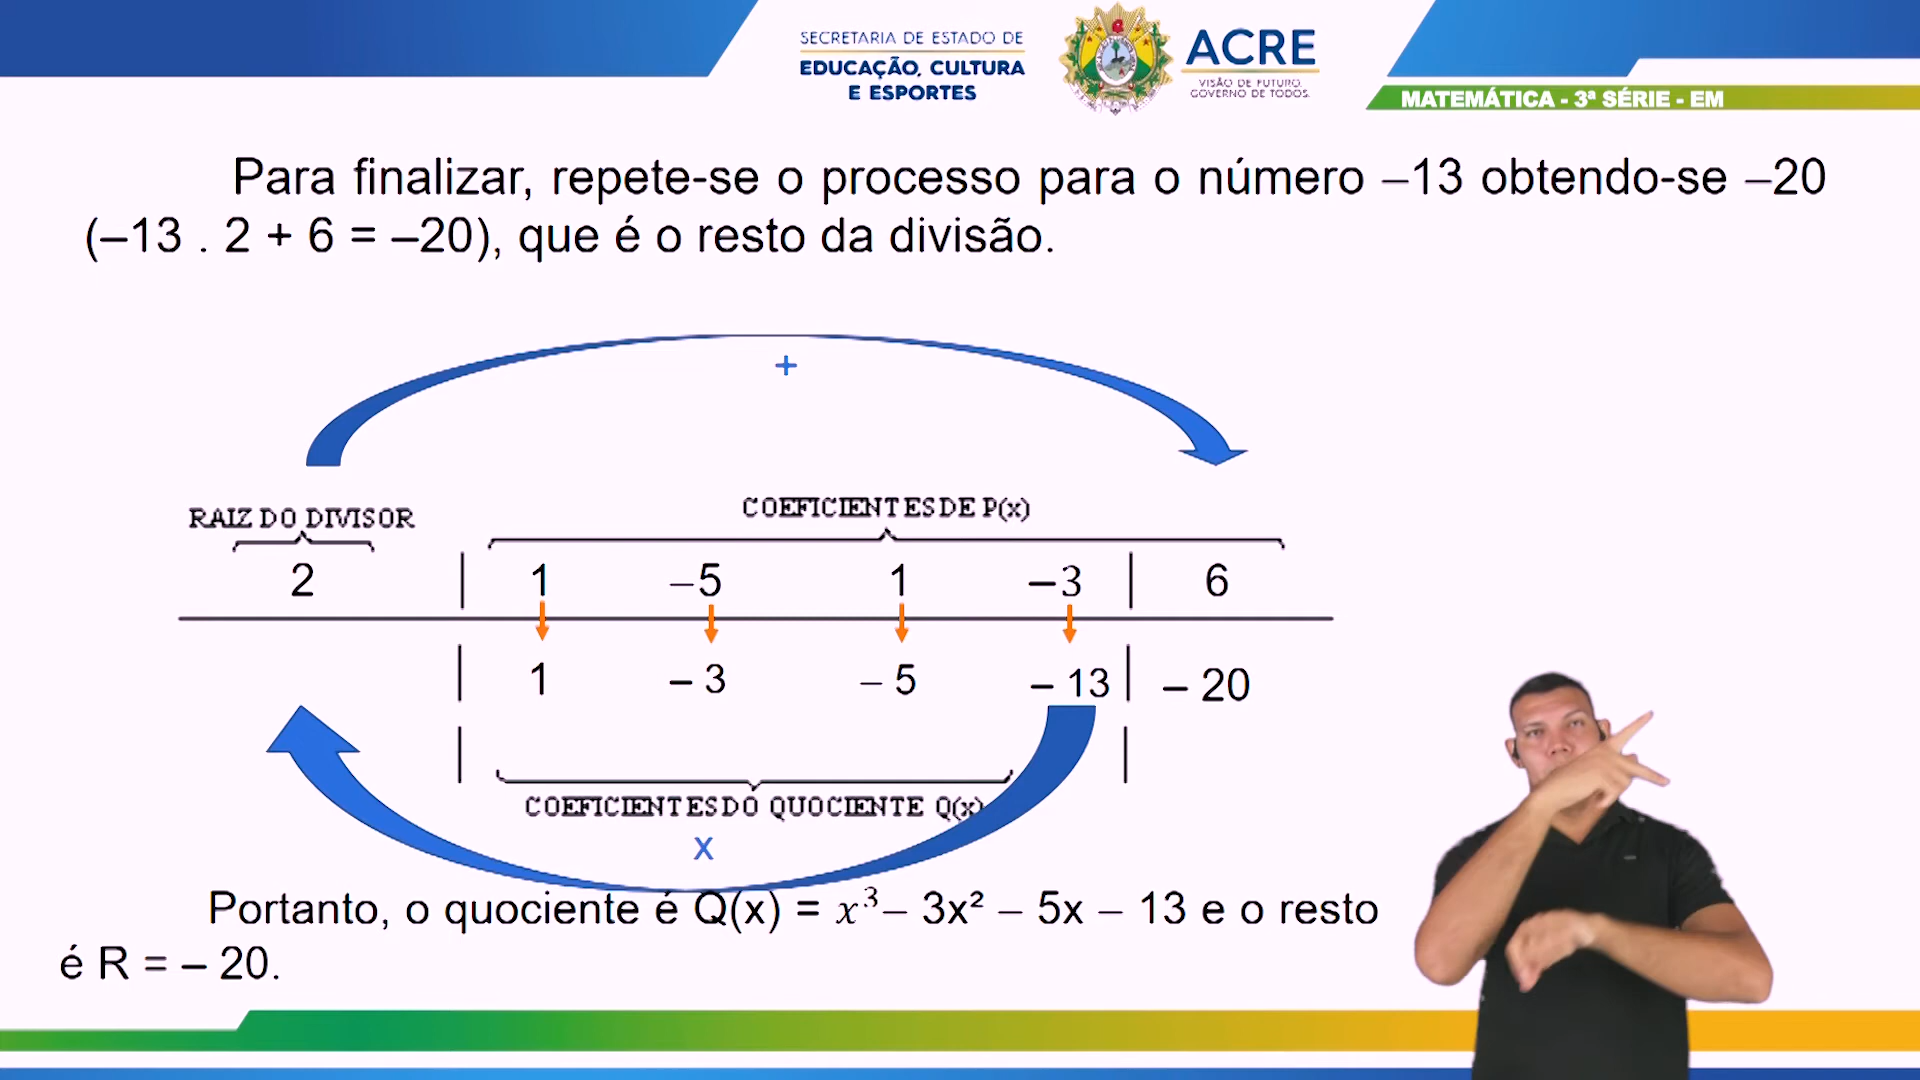 SECRETARIA DE ESTADO DE
EDUCAÇÃO, CULTURA
E ESPORTES
ACRE
VISÃO DE FUTURO.
GOVERNO DE TODOS.
MATEMÁTICA - 3ª SÉRIE - EM
Para finalizar, repete-se o processo para o número –13 obtendo-se –20
(–13 . 2 + 6 = –20), que é o resto da divisão.
+
RAIZ DO DIVISOR
COEFICIENTES DE P(x)
2 | 1 –5 1 –3 | 6
| 1 – 3 – 5 – 13 | – 20
| |
COEFICIENTES DO QUOCIENTE Q(x)
x
Portanto, o quociente é Q(x) = x³– 3x² – 5x – 13 e o resto
é R = – 20.